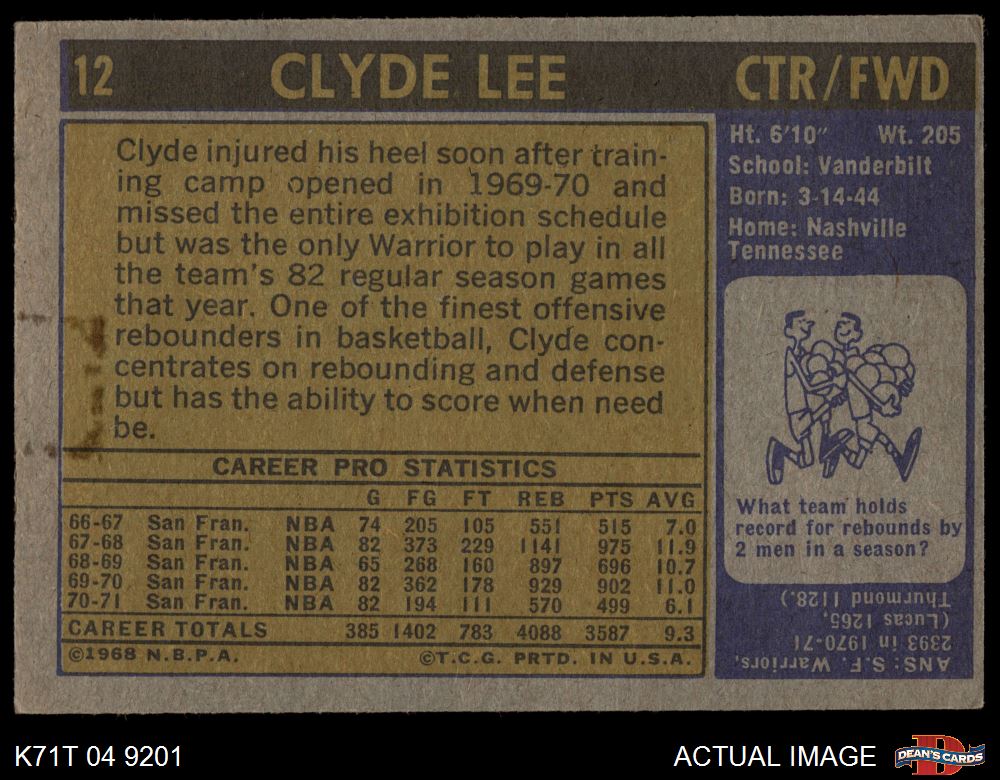 12 CLYDE LEE CTR/FWD
Clyde injured his heel soon after train-
ing camp opened in 1969-70 and
missed the entire exhibition schedule
but was the only Warrior to play in all
the team's 82 regular season games
that year. One of the finest offensive
rebounders in basketball, Clyde con-
centrates on rebounding and defense
but has the ability to score when need
be.
CAREER PRO STATISTICS
G FG FT REB PTS AVG
66-67 San Fran. NBA 74 205 105 551 515 7.0
67-68 San Fran. NBA 82 373 229 1141 975 11.9
68-69 San Fran. NBA 65 268 160 897 696 10.7
69-70 San Fran. NBA 82 362 178 929 902 11.0
70-71 San Fran. NBA 82 194 111 570 499 6.1
CAREER TOTALS 385 1402 783 4088 3587 9.3
©1968 N.B.P.A. ©T.C.G. PRTD. IN U.S.A.
Ht. 6'10" Wt. 205
School: Vanderbilt
Born: 3-14-44
Home: Nashville
Tennessee
What team holds
record for rebounds by
2 men in a season?
ANS: S.F. Warriors,
2393 in 1970-71
(Lucas 1265,
Thurmond 1128.)
K71T 04 9201 ACTUAL IMAGE
D
DEAN'S CARDS